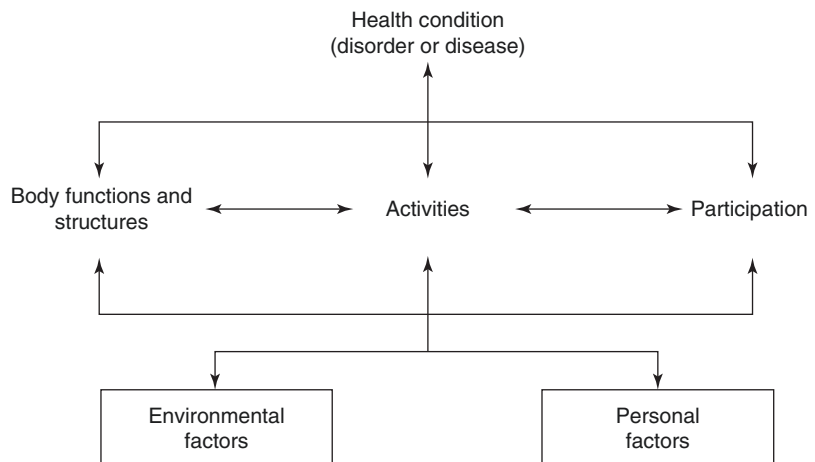 Health condition
(disorder or disease)
Body functions and
structures
Activities
Participation
Environmental
factors
Personal
factors